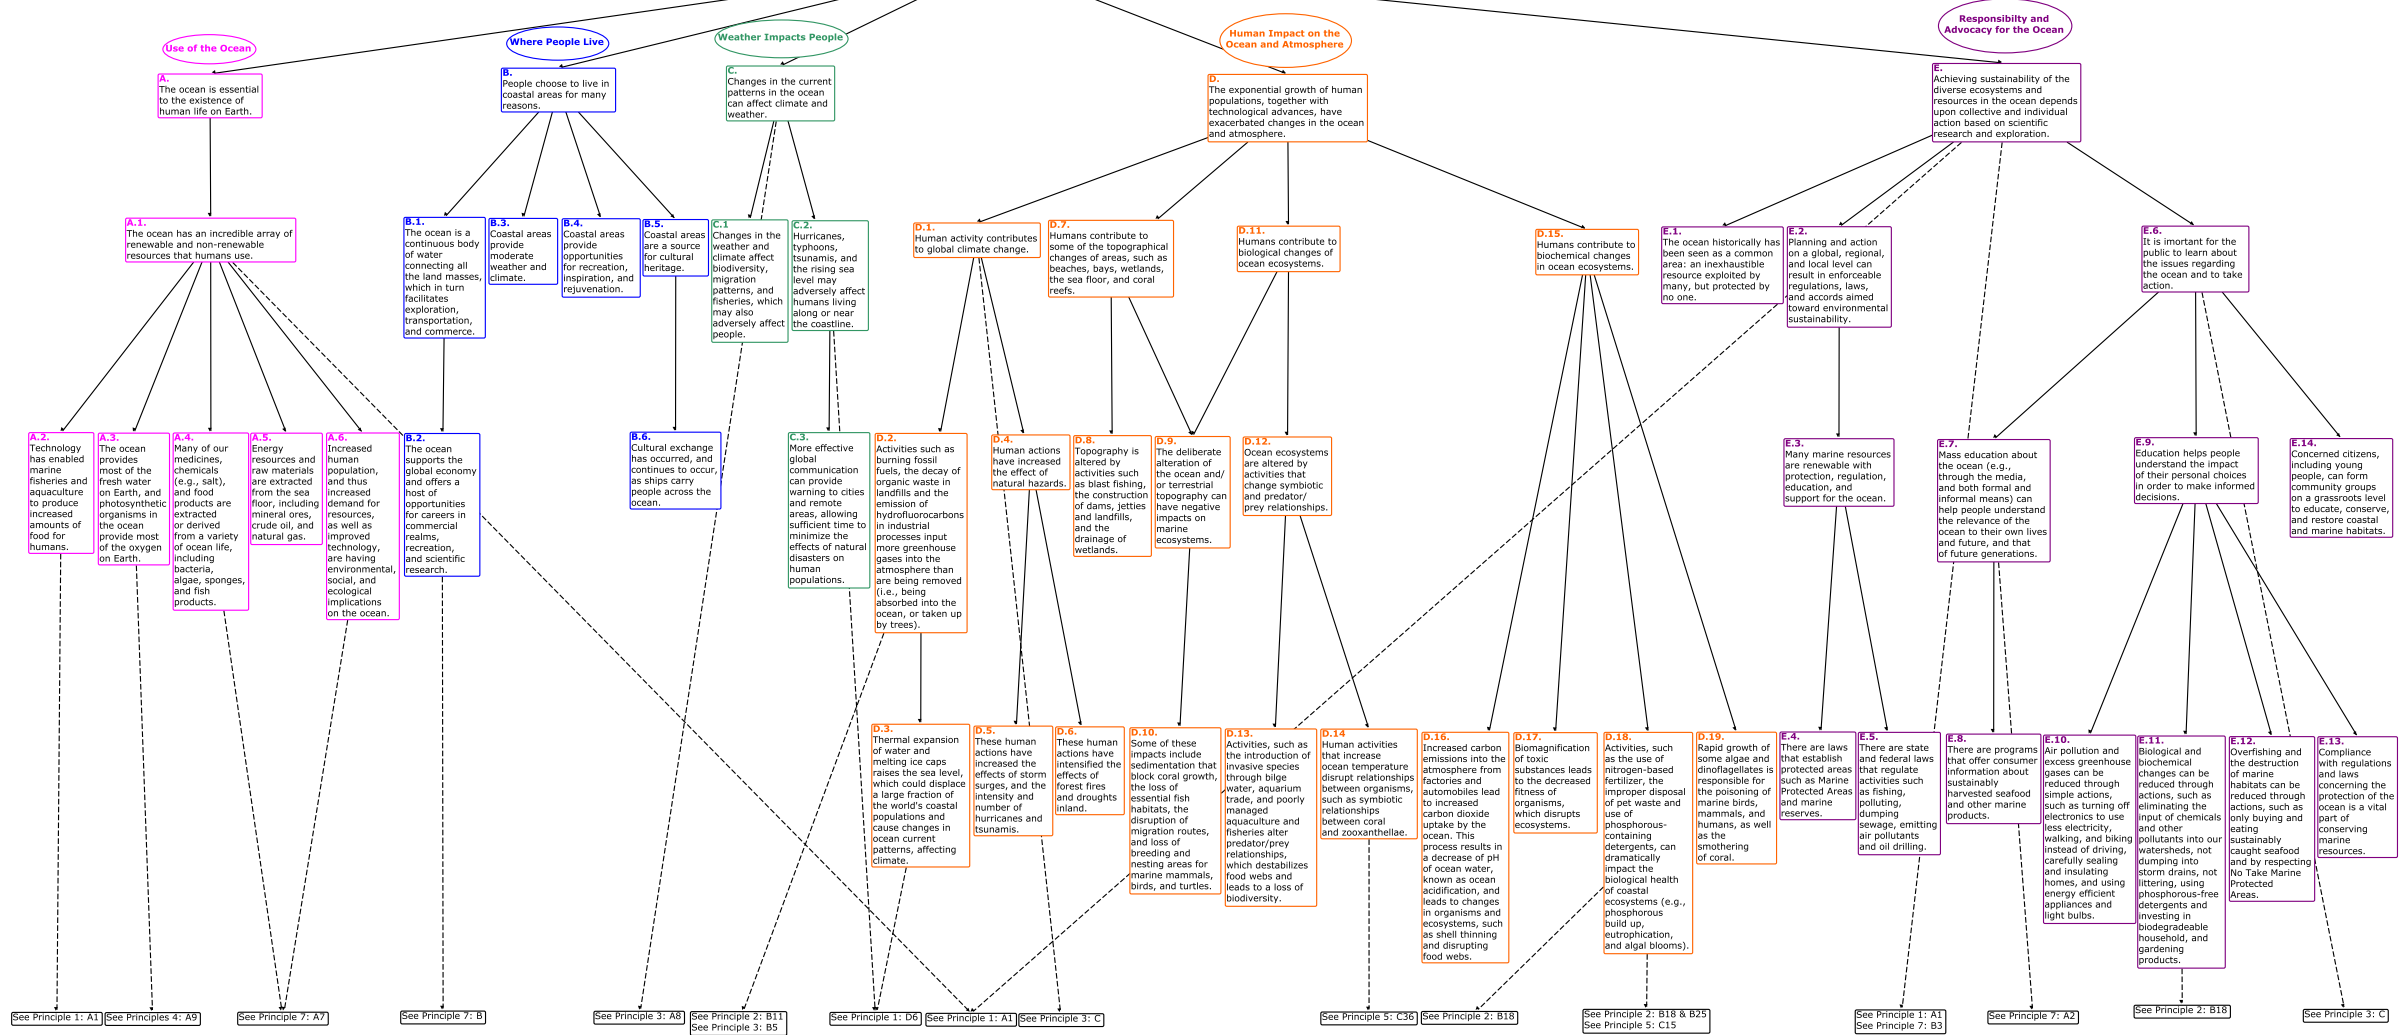 Use of the Ocean
Where People Live
Weather Impacts People
Human Impact on the
Ocean and Atmosphere
Responsibilty and
Advocacy for the Ocean
A.
The ocean is essential
to the existence of
human life on Earth.
B.
People choose to live in
coastal areas for many
reasons.
C.
Changes in the current
patterns in the ocean
can affect climate and
weather.
D.
The exponential growth of human
populations, together with
technological advances, have
exacerbated changes in the ocean
and atmosphere.
E.
Achieving sustainability of the
diverse ecosystems and
resources in the ocean depends
upon collective and individual
action based on scientific
research and exploration.
A.1.
The ocean has an incredible array of
renewable and non-renewable
resources that humans use.
B.1.
The ocean is a
continuous body
of water
connecting all
the land masses,
which in turn
facilitates
exploration,
transportation,
and commerce.
B.3.
Coastal areas
provide
moderate
weather and
climate.
B.4.
Coastal areas
provide
opportunities
for recreation,
inspiration, and
rejuvenation.
B.5.
Coastal areas
are a source
for cultural
heritage.
C.1
Changes in the
weather and
climate affect
biodiversity,
migration
patterns, and
fisheries, which
may also
adversely affect
people.
C.2.
Hurricanes,
typhoons,
tsunamis, and
the rising sea
level may
adversely affect
humans living
along or near
the coastline.
D.1.
Human activity contributes
to global climate change.
D.7.
Humans contribute to
some of the topographical
changes of areas, such as
beaches, bays, wetlands,
the sea floor, and coral
reefs.
D.11.
Humans contribute to
biological changes of
ocean ecosystems.
D.15.
Humans contribute to
biochemical changes
in ocean ecosystems.
E.1.
The ocean historically has
been seen as a common
area: an inexhaustible
resource exploited by
many, but protected by
no one.
E.2.
Planning and action
on a global, regional,
and local level can
result in enforceable
regulations, laws,
and accords aimed
toward environmental
sustainability.
E.6.
It is imortant for the
public to learn about
the issues regarding
the ocean and to take
action.
A.2.
Technology
has enabled
marine
fisheries and
aquaculture
to produce
increased
amounts of
food for
humans.
A.3.
The ocean
provides
most of the
fresh water
on Earth, and
photosynthetic
organisms in
the ocean
provide most
of the oxygen
on Earth.
A.4.
Many of our
medicines,
chemicals
(e.g., salt),
and food
products are
extracted
or derived
from a variety
of ocean life,
including
bacteria,
algae, sponges,
and fish
products.
A.5.
Energy
resources and
raw materials
are extracted
from the sea
floor, including
mineral ores,
crude oil, and
natural gas.
A.6.
Increased
human
population,
and thus
increased
demand for
resources,
as well as
improved
technology,
are having
environmental,
social, and
ecological
implications
on the ocean.
B.2.
The ocean
supports the
global economy
and offers a
host of
opportunities
for careers in
commercial
realms,
recreation,
and scientific
research.
B.6.
Cultural exchange
has occurred, and
continues to occur,
as ships carry
people across the
ocean.
C.3.
More effective
global
communication
can provide
warning to cities
and remote
areas, allowing
sufficient time to
minimize the
effects of natural
disasters on
human
populations.
D.2.
Activities such as
burning fossil
fuels, the decay of
organic waste in
landfills and the
emission of
hydrofluorocarbons
in industrial
processes input
more greenhouse
gases into the
atmosphere than
are being removed
(i.e., being
absorbed into the
ocean, or taken up
by trees).
D.4.
Human actions
have increased
the effect of
natural hazards.
D.8.
Topography is
altered by
activities such
as blast fishing,
the construction
of dams, jetties
and landfills,
and the
drainage of
wetlands.
D.9.
The deliberate
alteration of
the ocean and/
or terrestrial
topography can
have negative
impacts on
marine
ecosystems.
D.12.
Ocean ecosystems
are altered by
activities that
change symbiotic
and predator/
prey relationships.
E.3.
Many marine resources
are renewable with
protection, regulation,
education, and
support for the ocean.
E.7.
Mass education about
the ocean (e.g.,
through the media,
and both formal and
informal means) can
help people understand
the relevance of the
ocean to their own lives
and future, and that
of future generations.
E.9.
Education helps people
understand the impact
of their personal choices
in order to make informed
decisions.
E.14.
Concerned citizens,
including young
people, can form
community groups
on a grassroots level
to educate, conserve,
and restore coastal
and marine habitats.
D.3.
Thermal expansion
of water and
melting ice caps
raises the sea level,
which could displace
a large fraction of
the world's coastal
populations and
cause changes in
ocean current
patterns, affecting
climate.
D.5.
These human
actions have
increased the
effects of storm
surges, and the
intensity and
number of
hurricanes and
tsunamis.
D.6.
These human
actions have
intensified the
effects of
forest fires
and droughts
inland.
D.10.
Some of these
impacts include
sedimentation that
block coral growth,
the loss of
essential fish
habitats, the
disruption of
migration routes,
and loss of
breeding and
nesting areas for
marine mammals,
birds, and turtles.
D.13.
Activities, such as
the introduction of
invasive species
through bilge
water, aquarium
trade, and poorly
managed
aquaculture and
fisheries alter
predator/prey
relationships,
which destabilizes
food webs and
leads to a loss of
biodiversity.
D.14
Human activities
that increase
ocean temperature
disrupt relationships
between organisms,
such as symbiotic
relationships
between coral
and zooxanthellae.
D.16.
Increased carbon
emissions into the
atmosphere from
factories and
automobiles lead
to increased
carbon dioxide
uptake by the
ocean. This
process results in
a decrease of pH
of ocean water,
known as ocean
acidification, and
leads to changes
in organisms and
ecosystems, such
as shell thinning
and disrupting
food webs.
D.17.
Biomagnification
of toxic
substances leads
to the decreased
fitness of
organisms,
which disrupts
ecosystems.
D.18.
Activities, such
as the use of
nitrogen-based
fertilizer, the
improper disposal
of pet waste and
use of
phosphorous-
containing
detergents, can
dramatically
impact the
biological health
of coastal
ecosystems (e.g.,
phosphorous
build up,
eutrophication,
and algal blooms).
D.19.
Rapid growth of
some algae and
dinoflagellates is
responsible for
the poisoning of
marine birds,
mammals, and
humans, as well
as the
smothering
of coral.
E.4.
There are laws
that establish
protected areas
such as Marine
Protected Areas
and marine
reserves.
E.5.
There are state
and federal laws
that regulate
activities such
as fishing,
polluting,
dumping
sewage, emitting
air pollutants
and oil drilling.
E.8.
There are programs
that offer consumer
information about
sustainably
harvested seafood
and other marine
products.
E.10.
Air pollution and
excess greenhouse
gases can be
reduced through
simple actions,
such as turning off
electronics to use
less electricity,
walking, and biking
instead of driving,
carefully sealing
and insulating
homes, and using
energy efficient
appliances and
light bulbs.
E.11.
Biological and
biochemical
changes can be
reduced through
actions, such as
eliminating the
input of chemicals
and other
pollutants into our
watersheds, not
dumping into
storm drains, not
littering, using
phosphorous-free
detergents and
investing in
biodegradeable
household, and
gardening
products.
E.12.
Overfishing and
the destruction
of marine
habitats can be
reduced through
actions, such as
only buying and
eating
sustainably
caught seafood
and by respecting
No Take Marine
Protected
Areas.
E.13.
Compliance
with regulations
and laws
concerning the
protection of the
ocean is a vital
part of
conserving
marine
resources.
See Principle 1: A1
See Principles 4: A9
See Principle 7: A7
See Principle 7: B
See Principle 3: A8
See Principle 2: B11
See Principle 3: B5
See Principle 1: D6
See Principle 1: A1
See Principle 3: C
See Principle 5: C36
See Principle 2: B18
See Principle 2: B18 & B25
See Principle 5: C15
See Principle 1: A1
See Principle 7: B3
See Principle 7: A2
See Principle 2: B18
See Principle 3: C